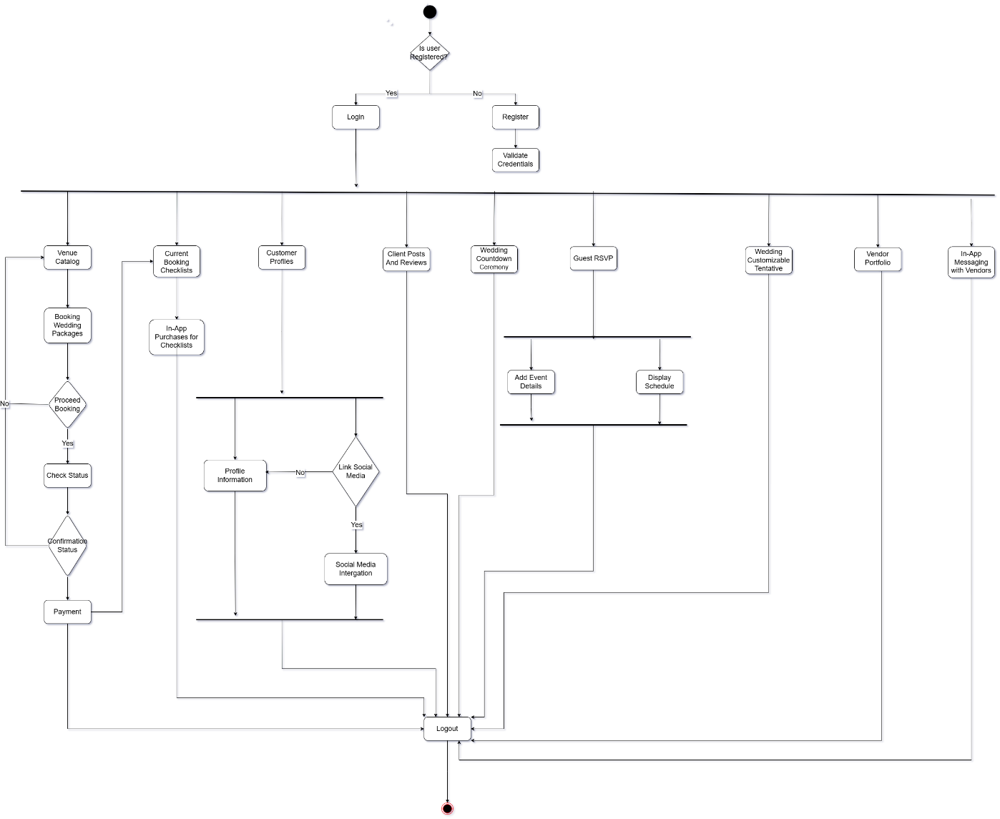 Is user
Registered?
Yes
No
Login
Register
Validate
Credentials
Venue
Catalog
Current
Booking
Checklists
Customer
Profiles
Client Posts
And Reviews
Wedding
Countdown
Ceremony
Guest RSVP
Wedding
Customizable
Tentative
Vendor
Portfolio
In-App
Messaging
with Vendors
Booking
Wedding
Packages
In-App
Purchases for
Checklists
Add Event
Details
Display
Schedule
Proceed
Booking
No
Yes
Check Status
Profile
Information
No
Link Social
Media
Yes
Confirmation
Status
Social Media
Intergation
Payment
Logout